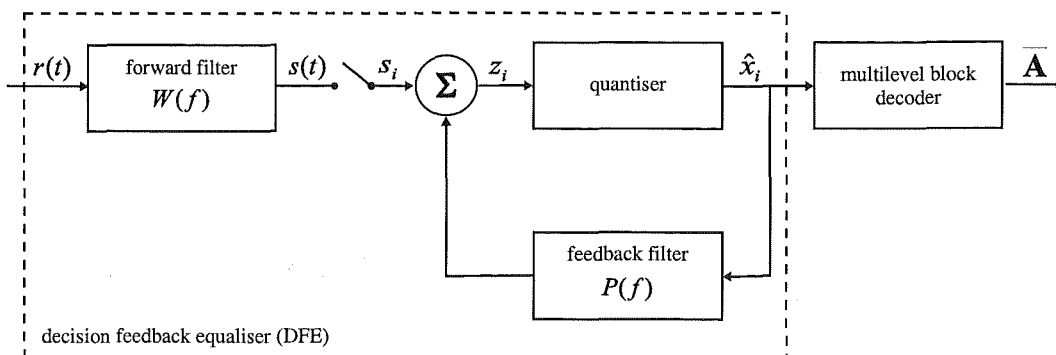 r(t)
forward filter
W(f)
s(t)
s_i
Σ
z_i
quantiser
x̂_i
multilevel block
decoder
A̅
feedback filter
P(f)
decision feedback equaliser (DFE)